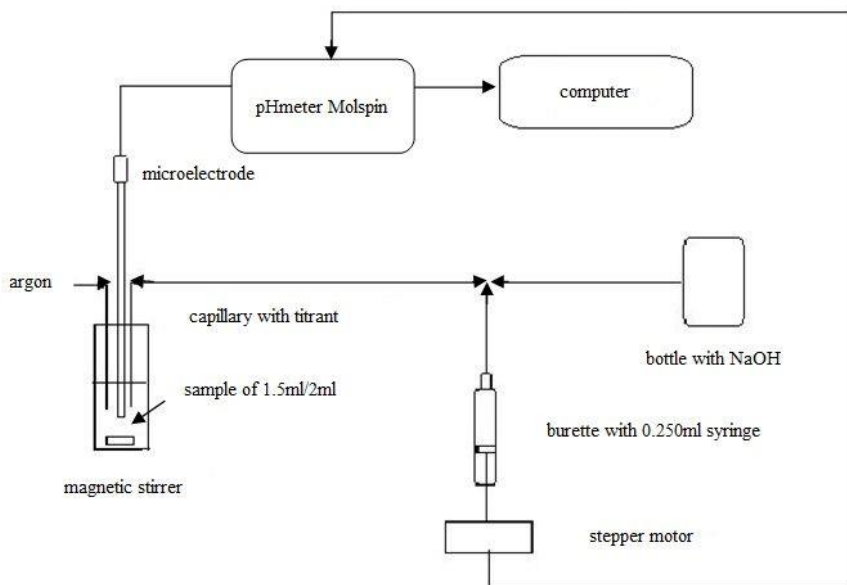 pHmeter Molspin
computer
microelectrode
argon
capillary with titrant
bottle with NaOH
sample of 1.5ml/2ml
burette with 0.250ml syringe
magnetic stirrer
stepper motor